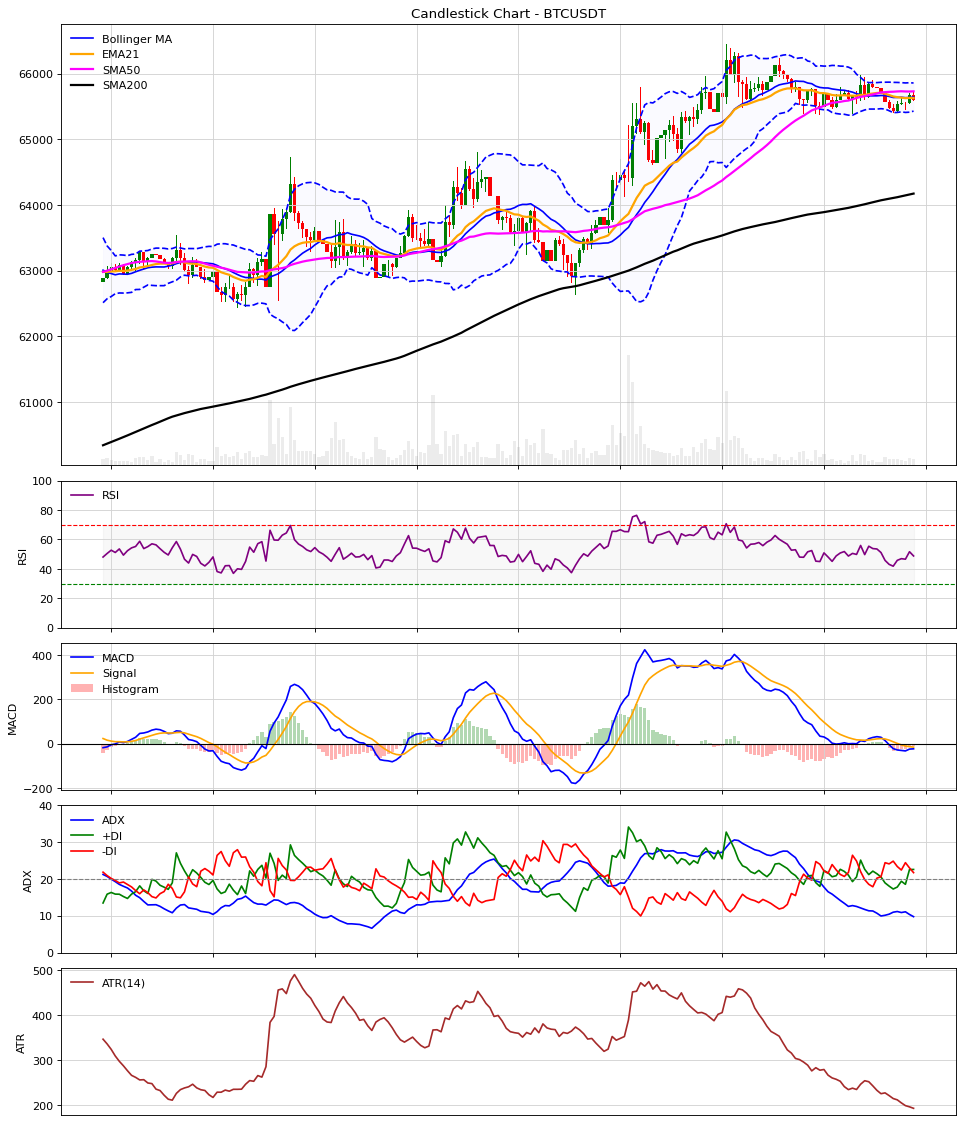 Candlestick Chart - BTCUSDT
Bollinger MA
EMA21
SMA50
SMA200
66000
65000
64000
63000
62000
61000
RSI
100
80
60
40
20
0
RSI
MACD
Signal
Histogram
400
200
0
−200
MACD
ADX
+DI
-DI
40
30
20
10
0
ADX
ATR(14)
500
400
300
200
ATR